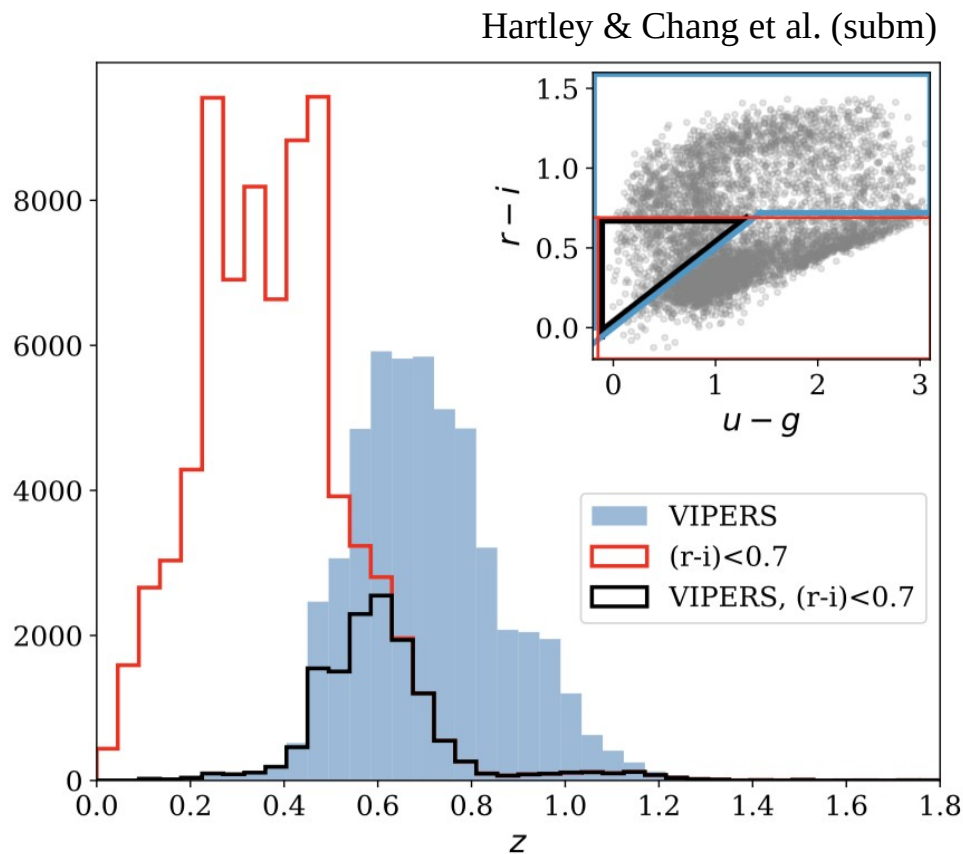 Hartley & Chang et al. (subm)
8000
6000
4000
2000
0
0.0 0.2 0.4 0.6 0.8 1.0 1.2 1.4 1.6 1.8
z
1.5
1.0
0.5
0.0
r − i
0 1 2 3
u − g
VIPERS
(r-i)<0.7
VIPERS, (r-i)<0.7